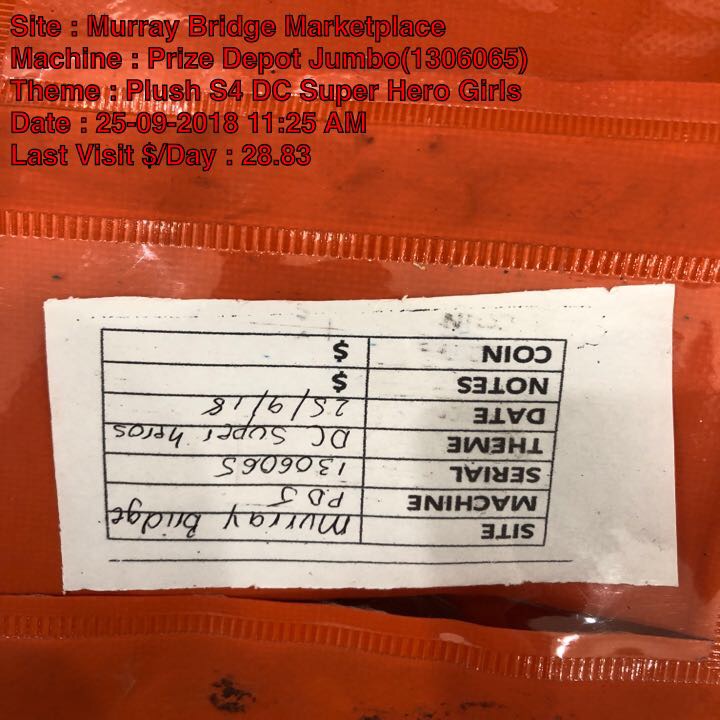 Site : Murray Bridge Marketplace
Machine : Prize Depot Jumbo(1306065)
Theme : Plush S4 DC Super Hero Girls
Date : 25-09-2018 11:25 AM
Last Visit $/Day : 28.83
SITE murray Bridge
MACHINE PDJ
SERIAL 1306065
THEME DC Super heros
DATE 25/9/18
NOTES $
COIN $